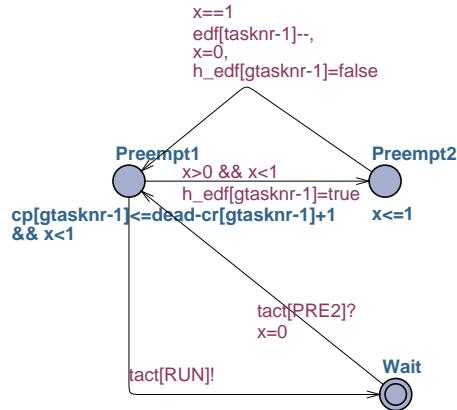 x==1
edf[tasknr-1]--,
x=0,
h_edf[gtasknr-1]=false
Preempt1
Preempt2
x>0 && x<1
h_edf[gtasknr-1]=true
cp[gtasknr-1]<=dead-cr[gtasknr-1]+1
&& x<1
x<=1
tact[PRE2]?
x=0
Wait
tact[RUN]!